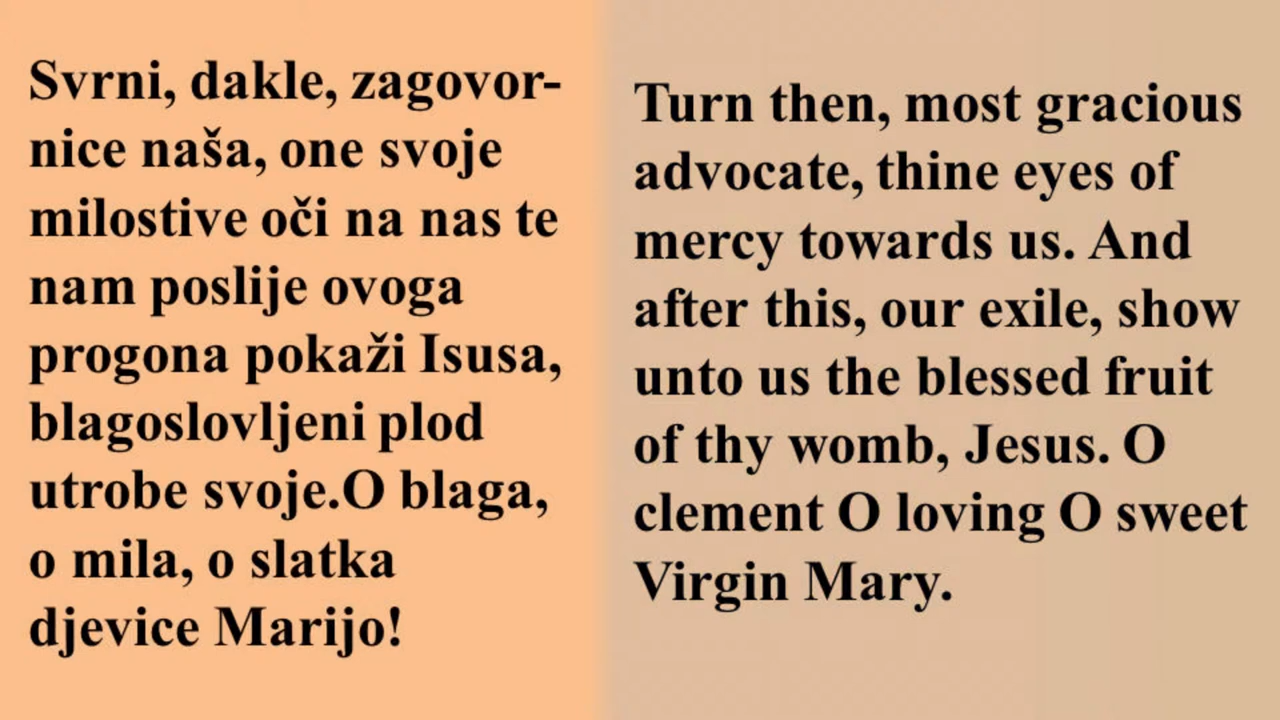 Svrni, dakle, zagovor-
nice naša, one svoje
milostive oči na nas te
nam poslije ovoga
progona pokaži Isusa,
blagoslovljeni plod
utrobe svoje.O blaga,
o mila, o slatka
djevice Marijo!
Turn then, most gracious
advocate, thine eyes of
mercy towards us. And
after this, our exile, show
unto us the blessed fruit
of thy womb, Jesus. O
clement O loving O sweet
Virgin Mary.